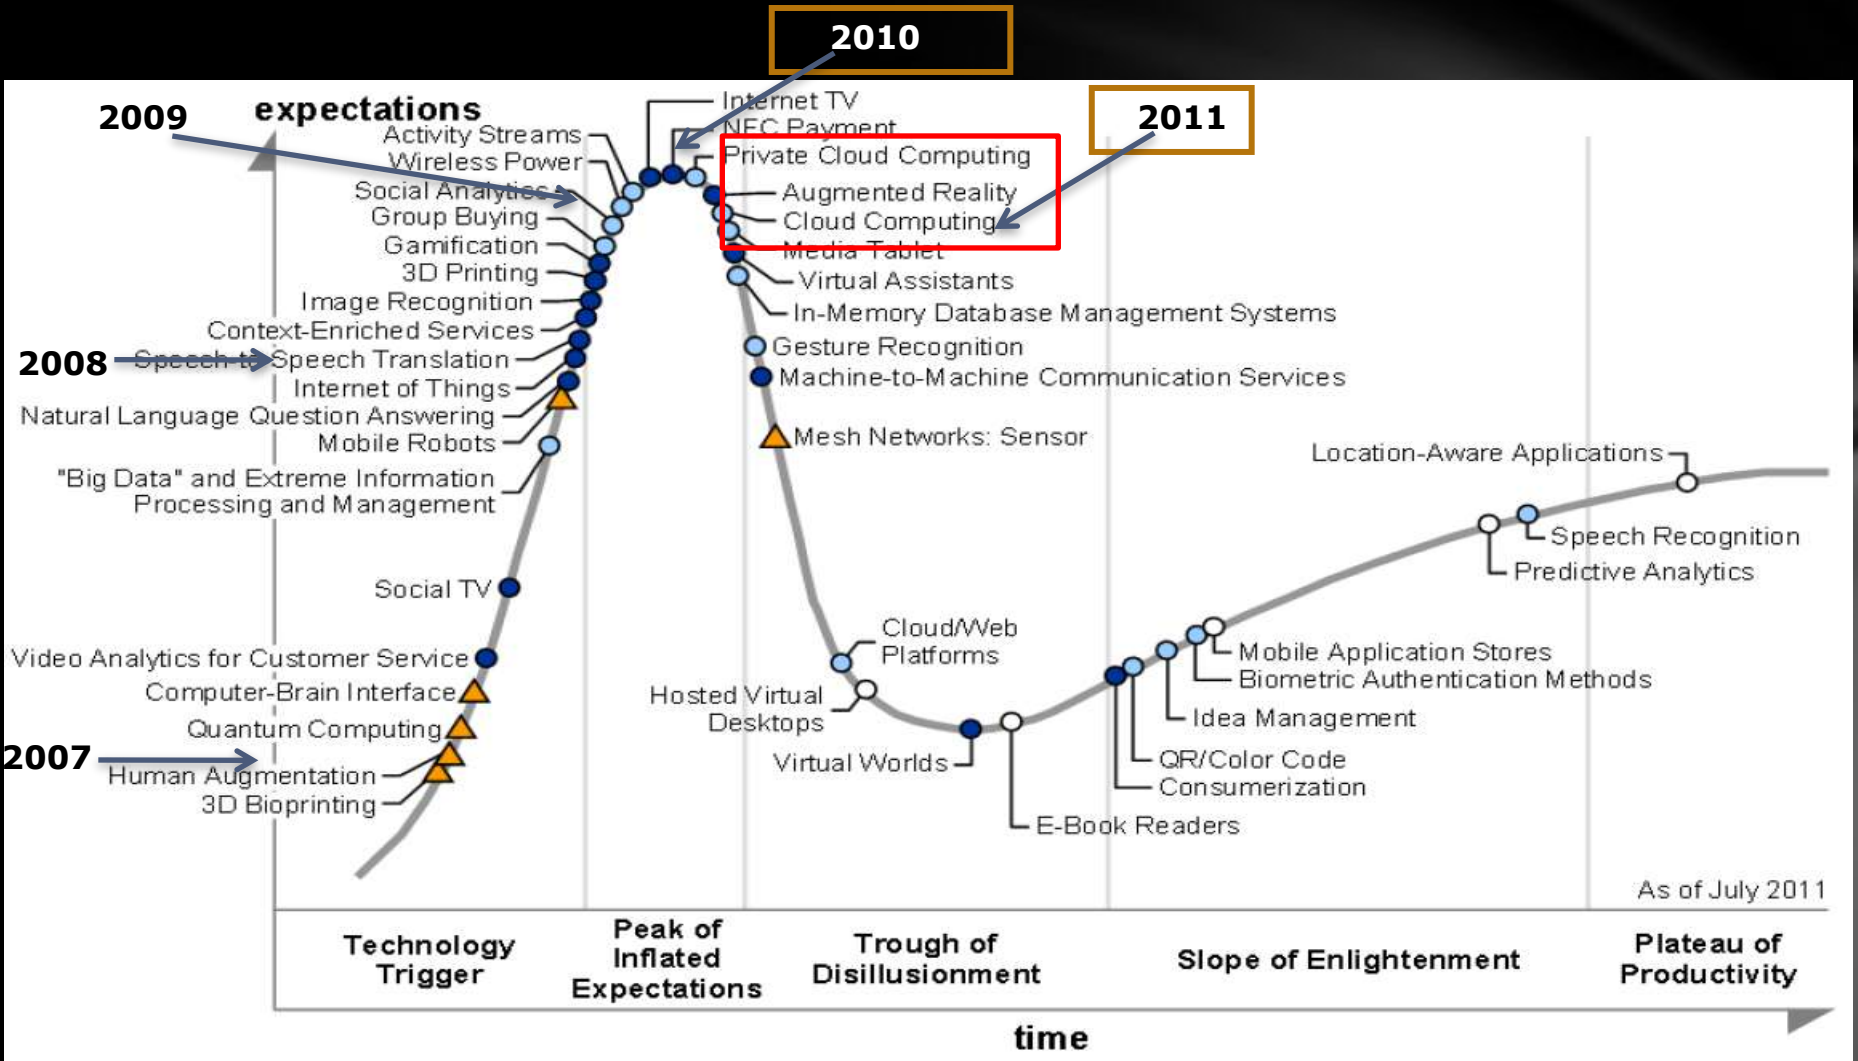 2010
2009
expectations
2011
Internet TV
NFC Payment
Private Cloud Computing
Activity Streams
Wireless Power
Social Analytics
Group Buying
Gamification
3D Printing
Image Recognition
Context-Enriched Services
2008
Speech-to-Speech Translation
Internet of Things
Natural Language Question Answering
Mobile Robots
"Big Data" and Extreme Information
Processing and Management
Social TV
Video Analytics for Customer Service
Computer-Brain Interface
Quantum Computing
2007
Human Augmentation
3D Bioprinting
Augmented Reality
Cloud Computing
Media Tablet
Virtual Assistants
In-Memory Database Management Systems
Gesture Recognition
Machine-to-Machine Communication Services
Mesh Networks: Sensor
Cloud/Web
Platforms
Hosted Virtual
Desktops
Virtual Worlds
E-Book Readers
Location-Aware Applications
Speech Recognition
Predictive Analytics
Mobile Application Stores
Biometric Authentication Methods
Idea Management
QR/Color Code
Consumerization
As of July 2011
Technology
Trigger
Peak of
Inflated
Expectations
Trough of
Disillusionment
Slope of Enlightenment
Plateau of
Productivity
time